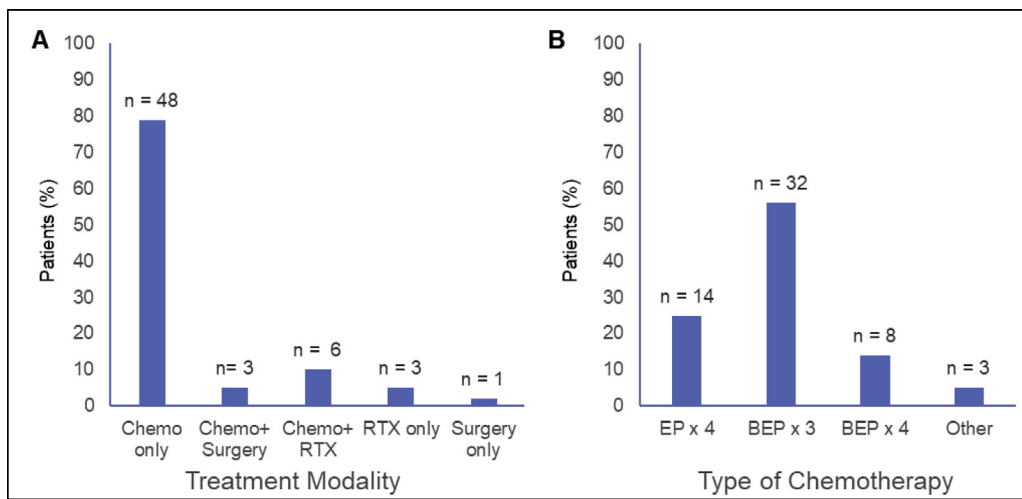 A
Patients (%)
100
90
80
70
60
50
40
30
20
10
0
n = 48
n= 3
n = 6
n = 3
n = 1
Chemo only
Chemo+ Surgery
Chemo+ RTX
RTX only
Surgery only
Treatment Modality
B
Patients (%)
100
90
80
70
60
50
40
30
20
10
0
n = 14
n = 32
n = 8
n = 3
EP x 4
BEP x 3
BEP x 4
Other
Type of Chemotherapy